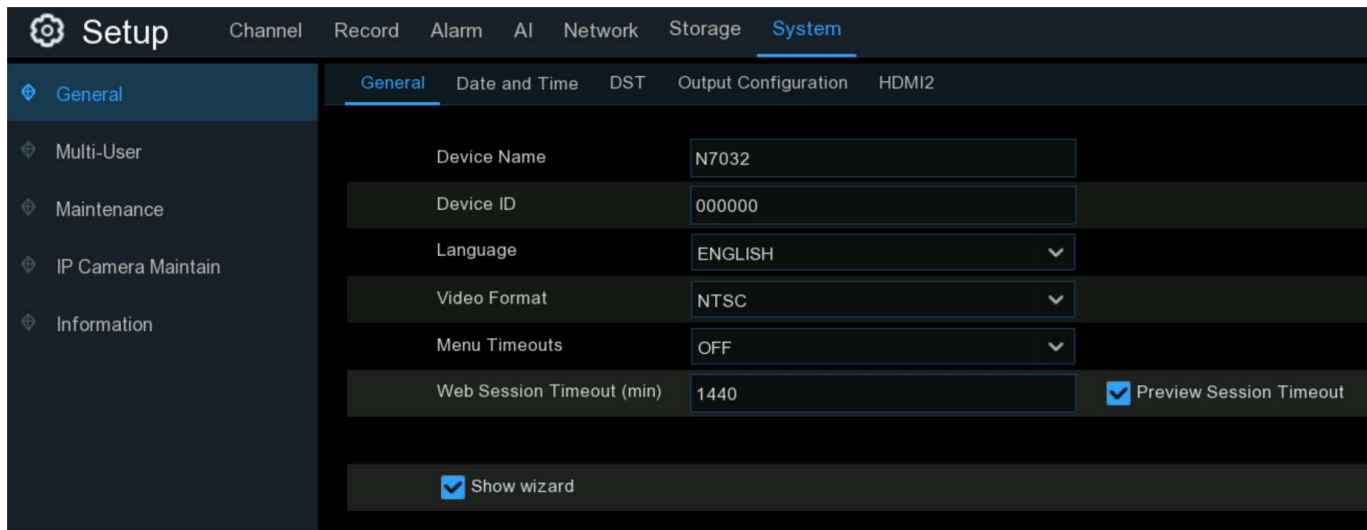 Setup Channel Record Alarm AI Network Storage System
General
Multi-User
Maintenance
IP Camera Maintain
Information
General Date and Time DST Output Configuration HDMI2
Device Name N7032
Device ID 000000
Language ENGLISH
Video Format NTSC
Menu Timeouts OFF
Web Session Timeout (min) 1440 Preview Session Timeout
Show wizard